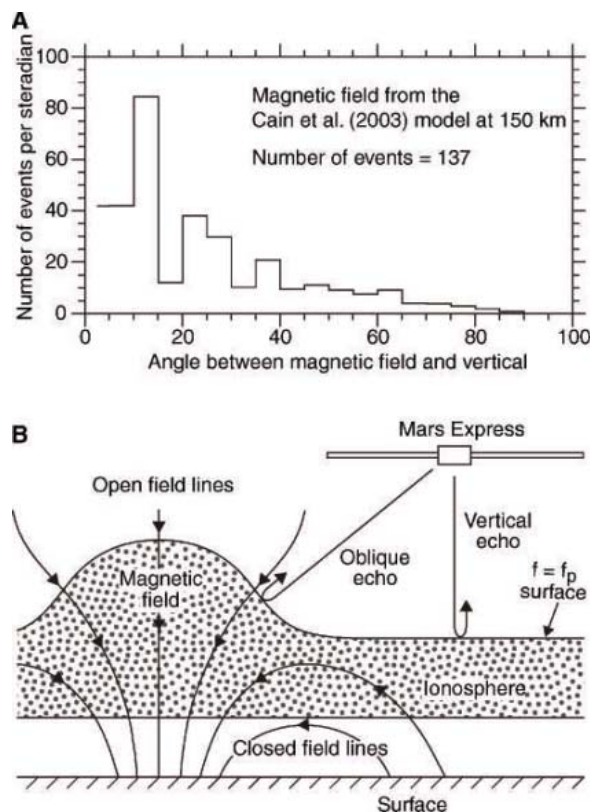 A
Number of events per steradian
100
80
60
40
20
0
Magnetic field from the
Cain et al. (2003) model at 150 km
Number of events = 137
0 20 40 60 80 100
Angle between magnetic field and vertical
B
Mars Express
Open field lines
Vertical
echo
Oblique
echo
Magnetic
field
f = fp
surface
Ionosphere
Closed field lines
Surface